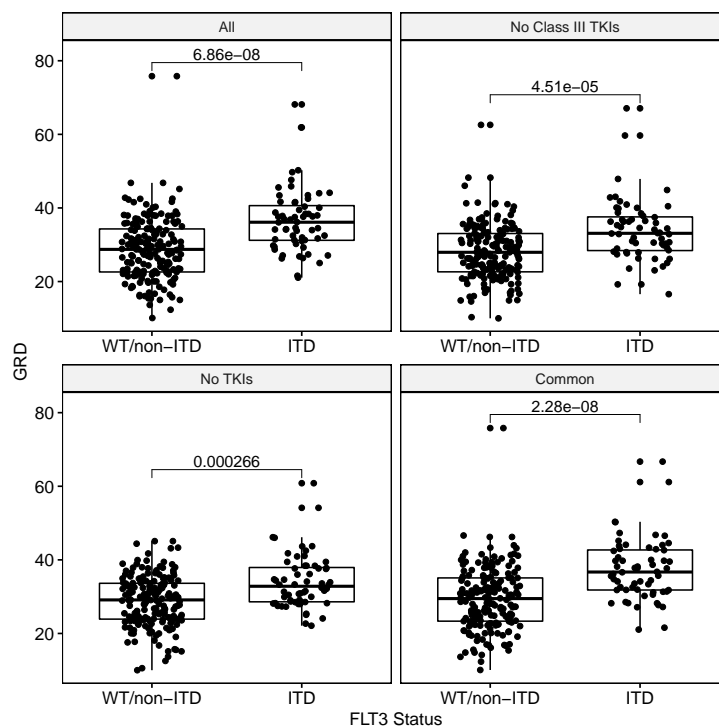 All
No Class III TKIs
80
60
40
20
6.86e−08
4.51e−05
WT/non−ITD
ITD
WT/non−ITD
ITD
GRD
No TKIs
Common
80
60
40
20
0.000266
2.28e−08
WT/non−ITD
ITD
WT/non−ITD
ITD
FLT3 Status